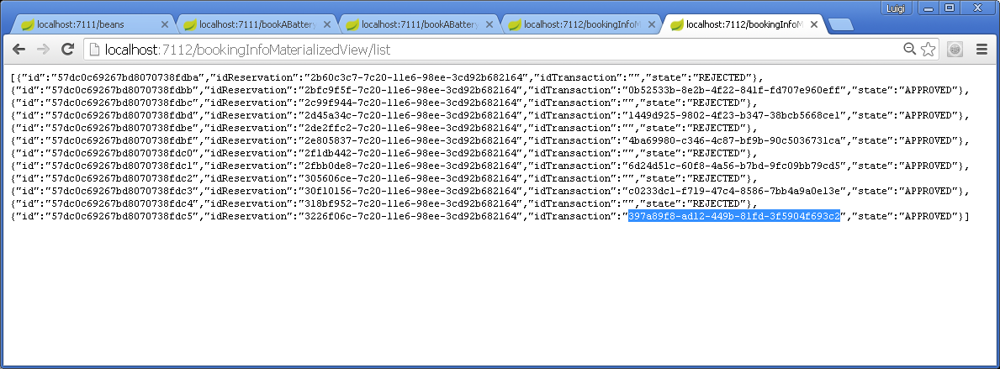 Luigi
localhost:7111/beans
localhost:7111/bookABattery
localhost:7111/bookABattery
localhost:7112/bookingInfoM
localhost:7112/bookingInfoM
localhost:7112/bookingInfoMaterializedView/list
[{"id":"57dc0c69267bd8070738fdba","idReservation":"2b60c3c7-7c20-11e6-98ee-3cd92b682164","idTransaction":"","state":"REJECTED"},
{"id":"57dc0c69267bd8070738fdbb","idReservation":"2bfc9f5f-7c20-11e6-98ee-3cd92b682164","idTransaction":"0b52533b-8e2b-4f22-841f-fd707e960eff","state":"APPROVED"},
{"id":"57dc0c69267bd8070738fdbc","idReservation":"2c99f944-7c20-11e6-98ee-3cd92b682164","idTransaction":"","state":"REJECTED"},
{"id":"57dc0c69267bd8070738fdbd","idReservation":"2d45a34c-7c20-11e6-98ee-3cd92b682164","idTransaction":"1449d925-9802-4f23-b347-38bcb5668ce1","state":"APPROVED"},
{"id":"57dc0c69267bd8070738fdbe","idReservation":"2de2ffc2-7c20-11e6-98ee-3cd92b682164","idTransaction":"","state":"REJECTED"},
{"id":"57dc0c69267bd8070738fdbf","idReservation":"2e805837-7c20-11e6-98ee-3cd92b682164","idTransaction":"4ba69980-c346-4c87-bf9b-90c5036731ca","state":"APPROVED"},
{"id":"57dc0c69267bd8070738fdc0","idReservation":"2f1db442-7c20-11e6-98ee-3cd92b682164","idTransaction":"","state":"REJECTED"},
{"id":"57dc0c69267bd8070738fdc1","idReservation":"2fbb0de8-7c20-11e6-98ee-3cd92b682164","idTransaction":"6d24d51c-60f8-4a56-b7bd-9fc09bb79cd5","state":"APPROVED"},
{"id":"57dc0c69267bd8070738fdc2","idReservation":"305606ce-7c20-11e6-98ee-3cd92b682164","idTransaction":"","state":"REJECTED"},
{"id":"57dc0c69267bd8070738fdc3","idReservation":"30f10156-7c20-11e6-98ee-3cd92b682164","idTransaction":"c0233dc1-f719-47c4-8586-7bb4a9a0e13e","state":"APPROVED"},
{"id":"57dc0c69267bd8070738fdc4","idReservation":"318bf952-7c20-11e6-98ee-3cd92b682164","idTransaction":"","state":"REJECTED"},
{"id":"57dc0c69267bd8070738fdc5","idReservation":"3226f06c-7c20-11e6-98ee-3cd92b682164","idTransaction":"397a89f8-ad12-449b-81fd-3f5904f693c2","state":"APPROVED"}]